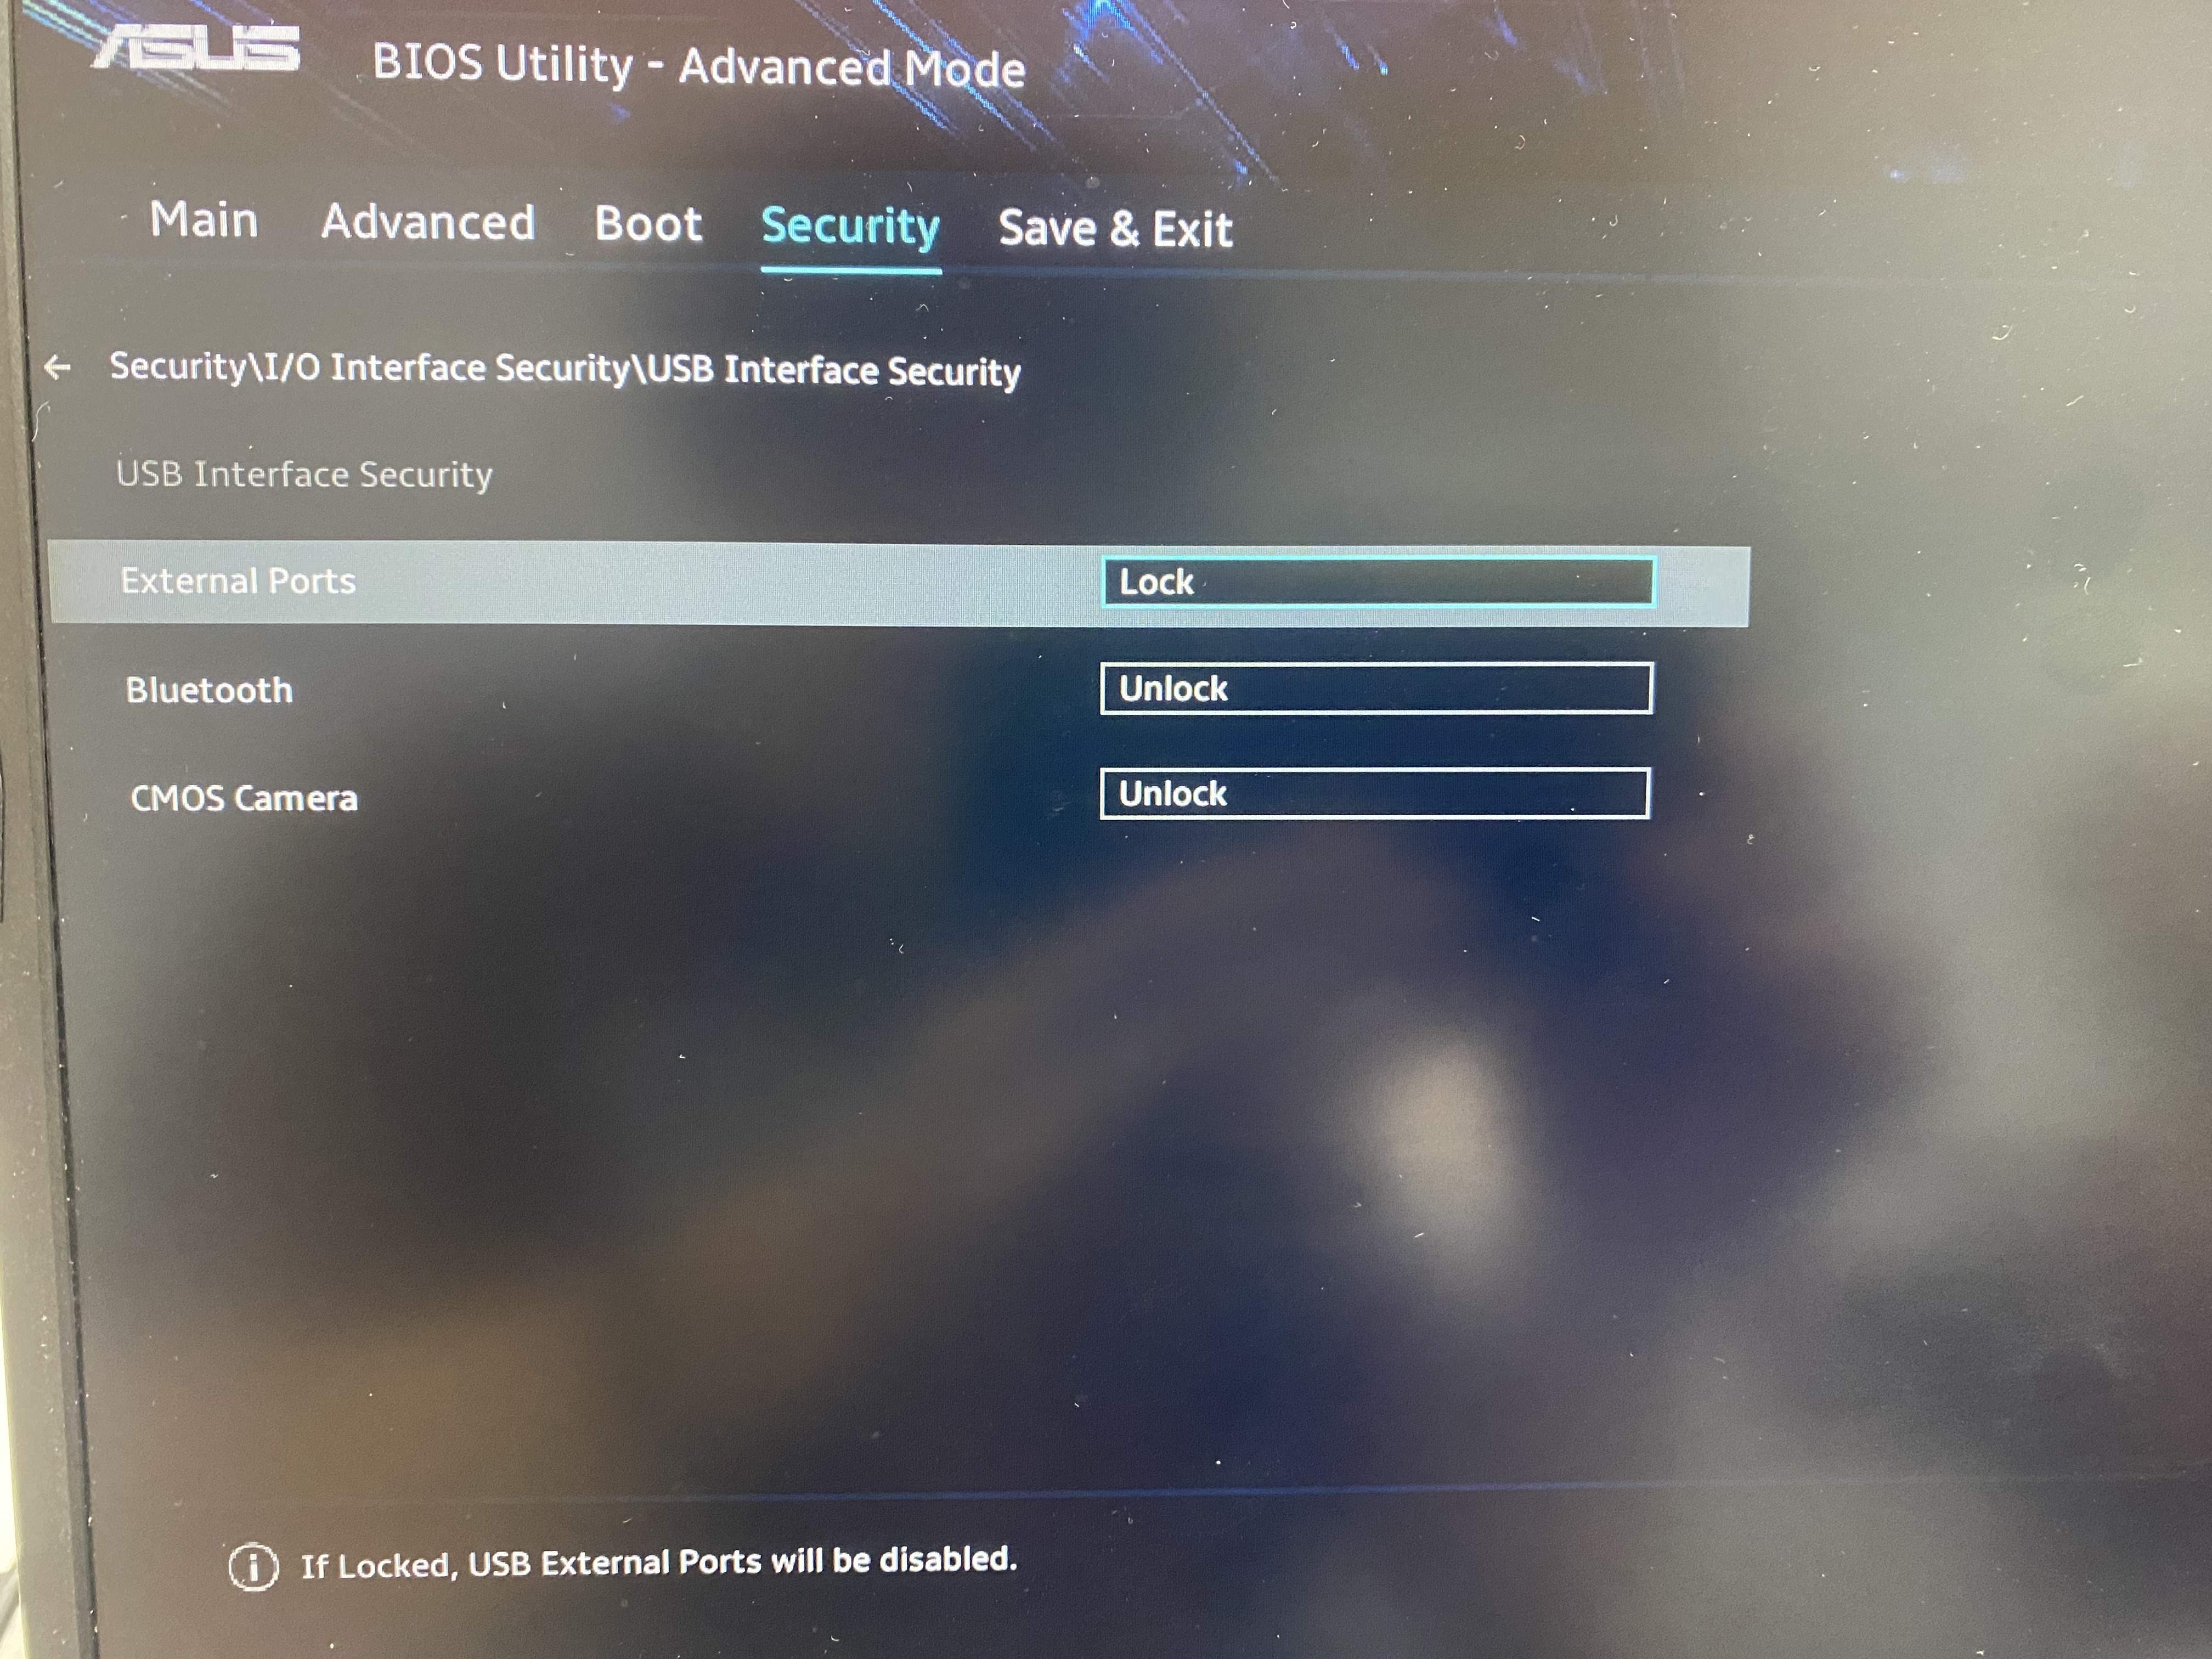 ASUS
BIOS Utility - Advanced Mode
Main Advanced Boot Security Save & Exit
← Security\I/O Interface Security\USB Interface Security
USB Interface Security
External Ports Lock
Bluetooth Unlock
CMOS Camera Unlock
If Locked, USB External Ports will be disabled.